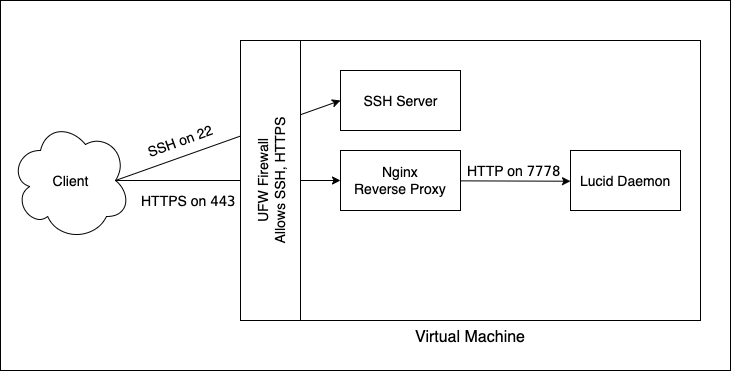 SSH Server
SSH on 22
Client
HTTPS on 443
UFW Firewall
Allows SSH, HTTPS
Nginx
Reverse Proxy
HTTP on 7778
Lucid Daemon
Virtual Machine